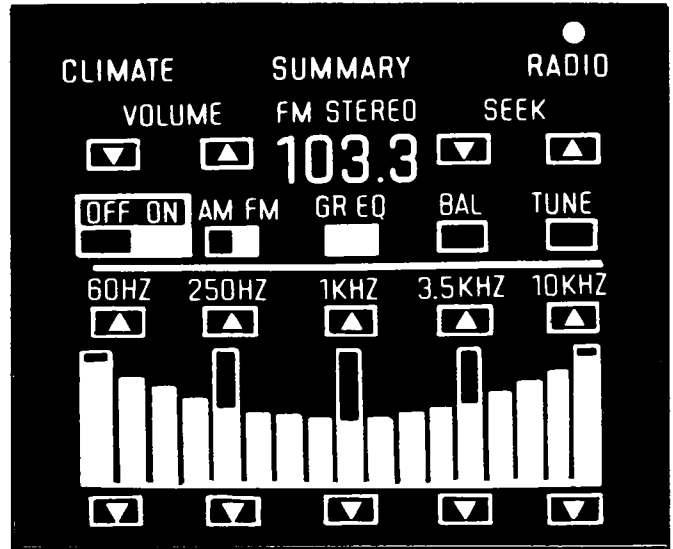 CLIMATE SUMMARY RADIO
VOLUME FM STEREO SEEK
103.3
OFF ON AM FM GR EQ BAL TUNE
60HZ 250HZ 1KHZ 3.5KHZ 10KHZ